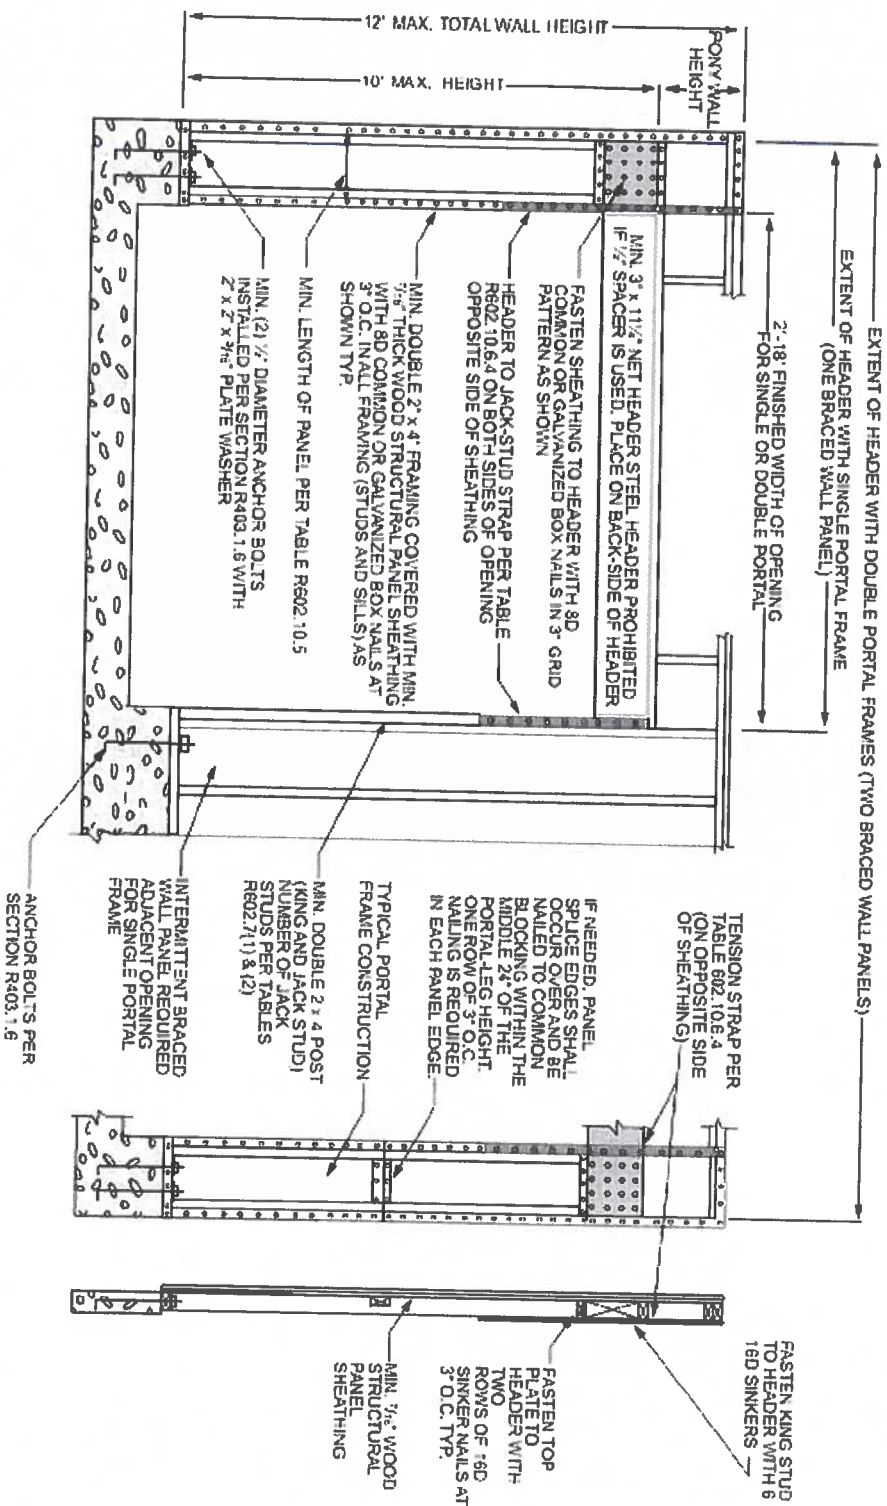 EXTENT OF HEADER WITH DOUBLE PORTAL FRAMES (TWO BRACED WALL PANELS)
EXTENT OF HEADER WITH SINGLE PORTAL FRAME
(ONE BRACED WALL PANEL)
2'-18' FINISHED WIDTH OF OPENING
FOR SINGLE OR DOUBLE PORTAL
PONY WALL
HEIGHT
12' MAX. TOTAL WALL HEIGHT
10' MAX. HEIGHT
MIN. 3" x 11¼" NET HEADER STEEL HEADER PROHIBITED
IF ½" SPACER IS USED, PLACE ON BACK-SIDE OF HEADER
FASTEN SHEATHING TO HEADER WITH 8D
COMMON OR GALVANIZED BOX NAILS IN 3" GRID
PATTERN AS SHOWN
HEADER TO JACK-STUD STRAP PER TABLE
R602.10.6.4 ON BOTH SIDES OF OPENING
OPPOSITE SIDE OF SHEATHING
MIN. DOUBLE 2" x 4" FRAMING COVERED WITH MIN.
7/16" THICK WOOD STRUCTURAL PANEL SHEATHING
WITH 8D COMMON OR GALVANIZED BOX NAILS AT
3" O.C. IN ALL FRAMING (STUDS AND SILLS) AS
SHOWN TYP.
MIN. LENGTH OF PANEL PER TABLE R602.10.5
MIN. (2) ½" DIAMETER ANCHOR BOLTS
INSTALLED PER SECTION R403.1.6 WITH
2" x 2" x 3/16" PLATE WASHER
TENSION STRAP PER
TABLE 602.10.6.4
(ON OPPOSITE SIDE
OF SHEATHING)
IF NEEDED, PANEL
SPLICE EDGES SHALL
OCCUR OVER AND BE
NAILED TO COMMON
BLOCKING WITHIN THE
MIDDLE 24" OF THE
PORTAL-LEG HEIGHT.
ONE ROW OF 3" O.C.
NAILING IS REQUIRED
IN EACH PANEL EDGE.
TYPICAL PORTAL
FRAME CONSTRUCTION
MIN. DOUBLE 2 x 4 POST
(KING AND JACK STUD)
NUMBER OF JACK
STUDS PER TABLES
R602.7(1) & (2)
INTERMITTENT BRACED
WALL PANEL REQUIRED
ADJACENT OPENING
FOR SINGLE PORTAL
FRAME
ANCHOR BOLTS PER
SECTION R403.1.6
FASTEN KING STUD
TO HEADER WITH 6
16D SINKERS
FASTEN TOP
PLATE TO
HEADER WITH
TWO
ROWS OF 16D
SINKER NAILS AT
3" O.C. TYP.
MIN. 7/16" WOOD
STRUCTURAL
PANEL
SHEATHING